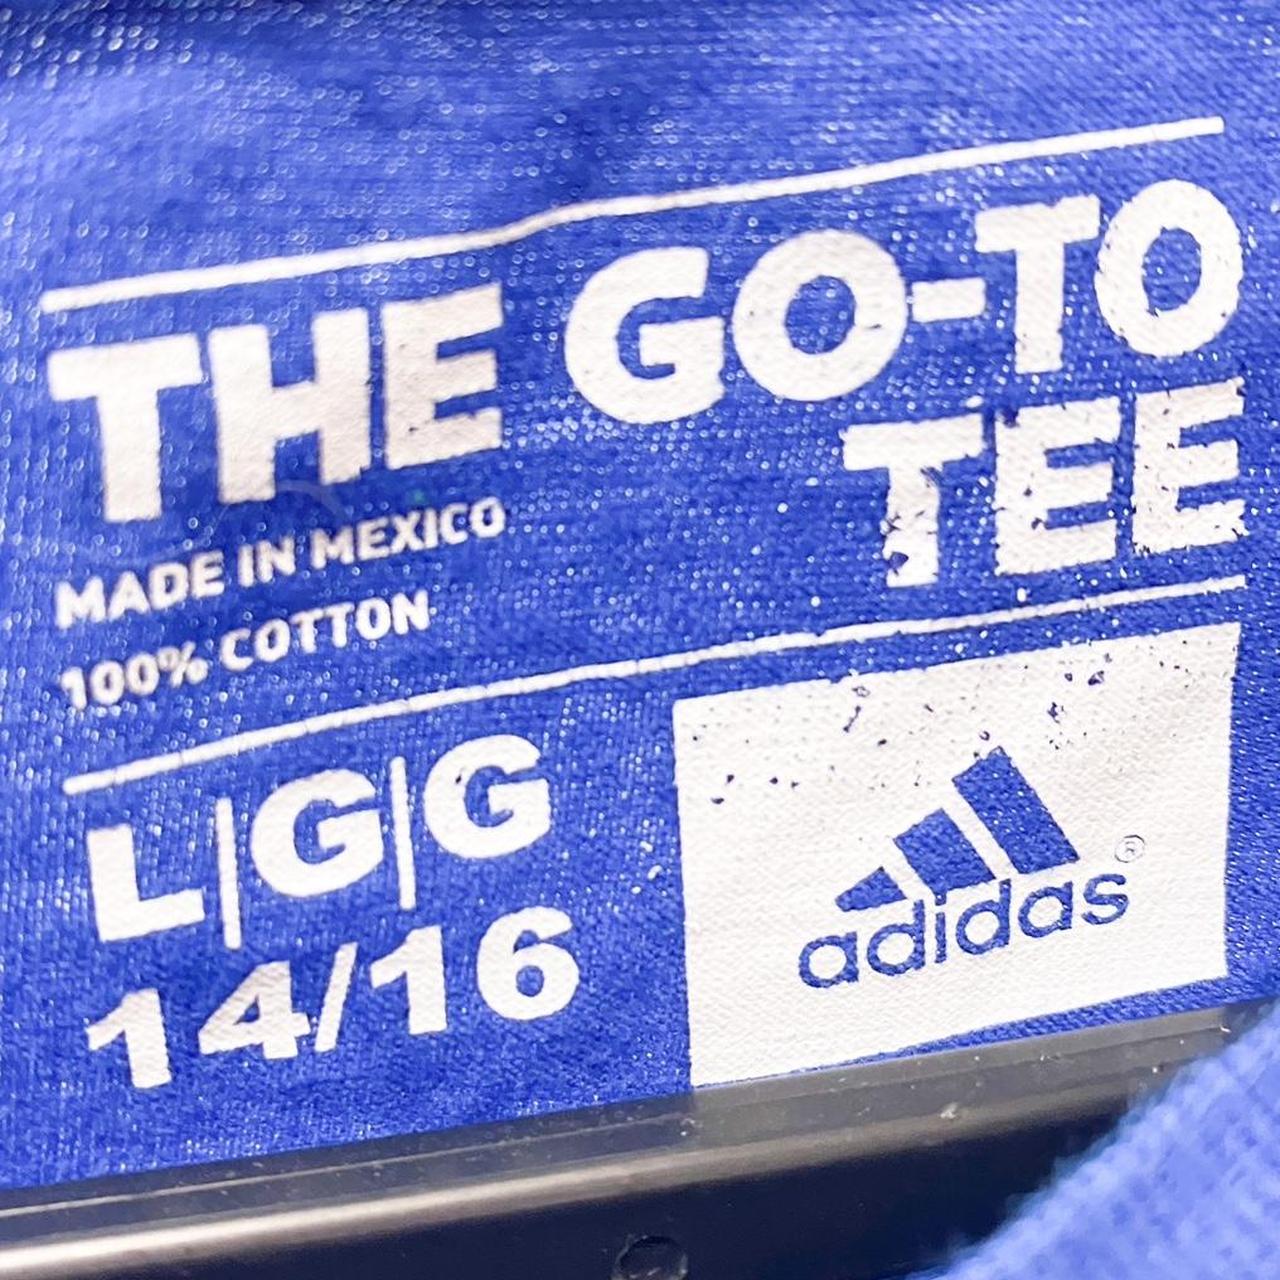 THE GO-TO
TEE
MADE IN MEXICO
100% COTTON
L|G|G
14/16
adidas®